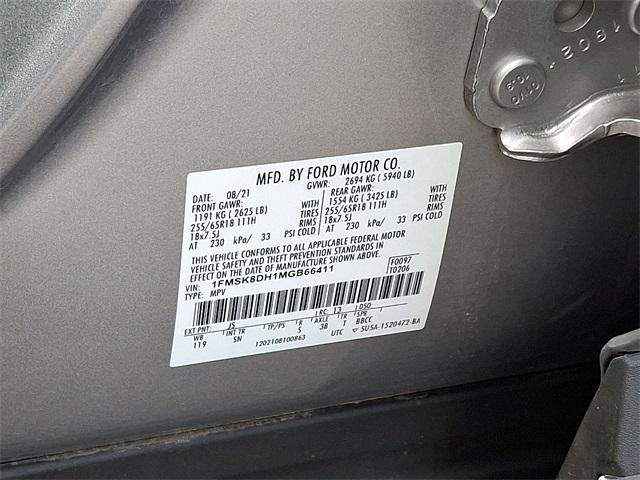 MFD. BY FORD MOTOR CO.
DATE: 08/21 GVWR: 2694 KG ( 5940 LB)
FRONT GAWR: REAR GAWR:
1191 KG ( 2625 LB) WITH 1554 KG ( 3425 LB) WITH
255/65R18 111H TIRES 255/65R18 111H TIRES
18x7.5J RIMS 18x7.5J RIMS
AT 230 kPa/ 33 PSI COLD AT 230 kPa/ 33 PSI COLD
THIS VEHICLE CONFORMS TO ALL APPLICABLE FEDERAL MOTOR
VEHICLE SAFETY AND THEFT PREVENTION STANDARDS IN
EFFECT ON THE DATE OF MANUFACTURE SHOWN ABOVE.
VIN: 1FMSK8DH1MGB66411 F0097
TYPE: MPV T0206
EXT PNT: JS RC: 13 DSO:
WB TP/PS R AXLE TR SPR
119 SN S 3B T BBCC
1202108100863 UTC 5U5A-1520472-BA
1802